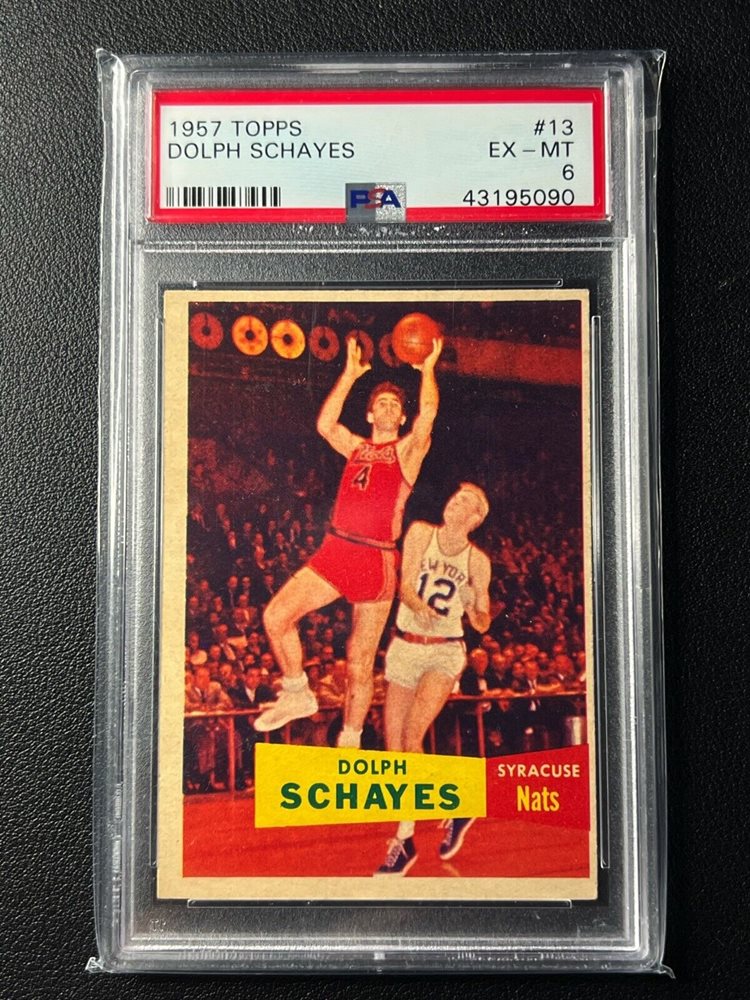 1957 TOPPS #13
DOLPH SCHAYES EX-MT
6
PSA 43195090
4
NEW YORK
12
DOLPH
SCHAYES
SYRACUSE
Nats